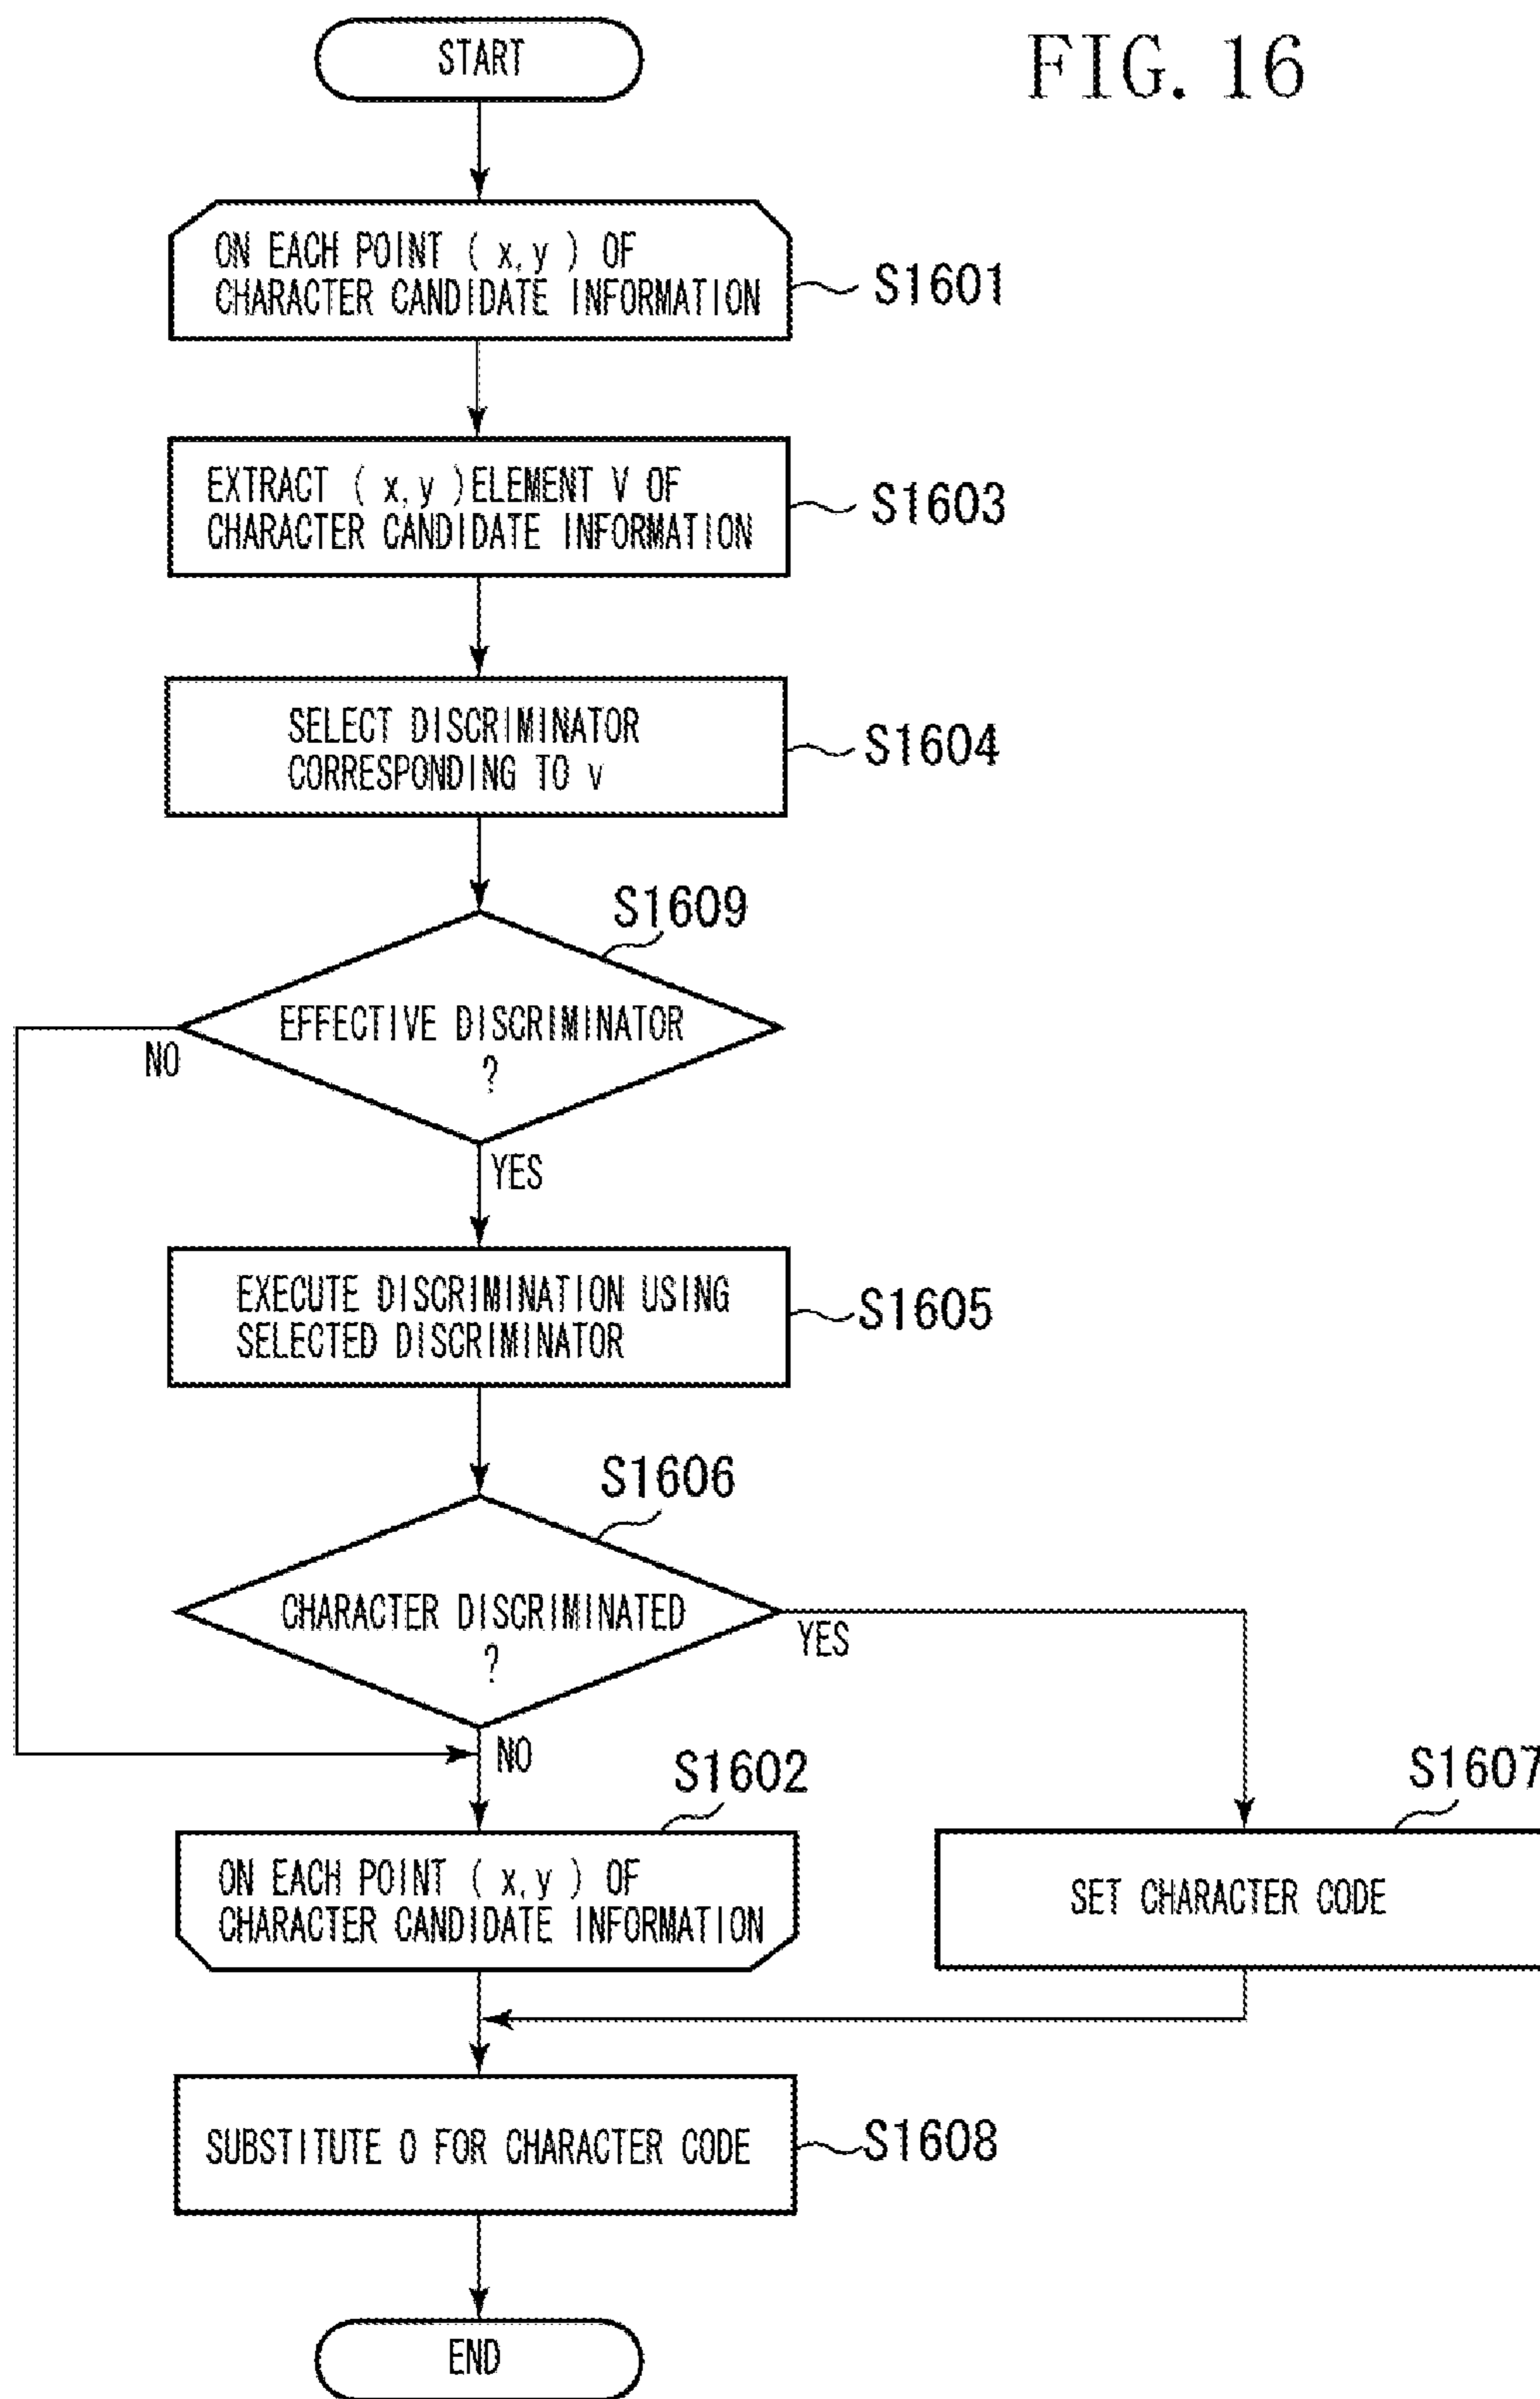 FIG. 16
START
ON EACH POINT ( x, y ) OF
CHARACTER CANDIDATE INFORMATION
S1601
EXTRACT ( x, y )ELEMENT V OF
CHARACTER CANDIDATE INFORMATION
S1603
SELECT DISCRIMINATOR
CORRESPONDING TO v
S1604
S1609
EFFECTIVE DISCRIMINATOR
?
NO
YES
EXECUTE DISCRIMINATION USING
SELECTED DISCRIMINATOR
S1605
S1606
CHARACTER DISCRIMINATED
?
YES
NO
S1602
ON EACH POINT ( x, y ) OF
CHARACTER CANDIDATE INFORMATION
S1607
SET CHARACTER CODE
SUBSTITUTE 0 FOR CHARACTER CODE
S1608
END